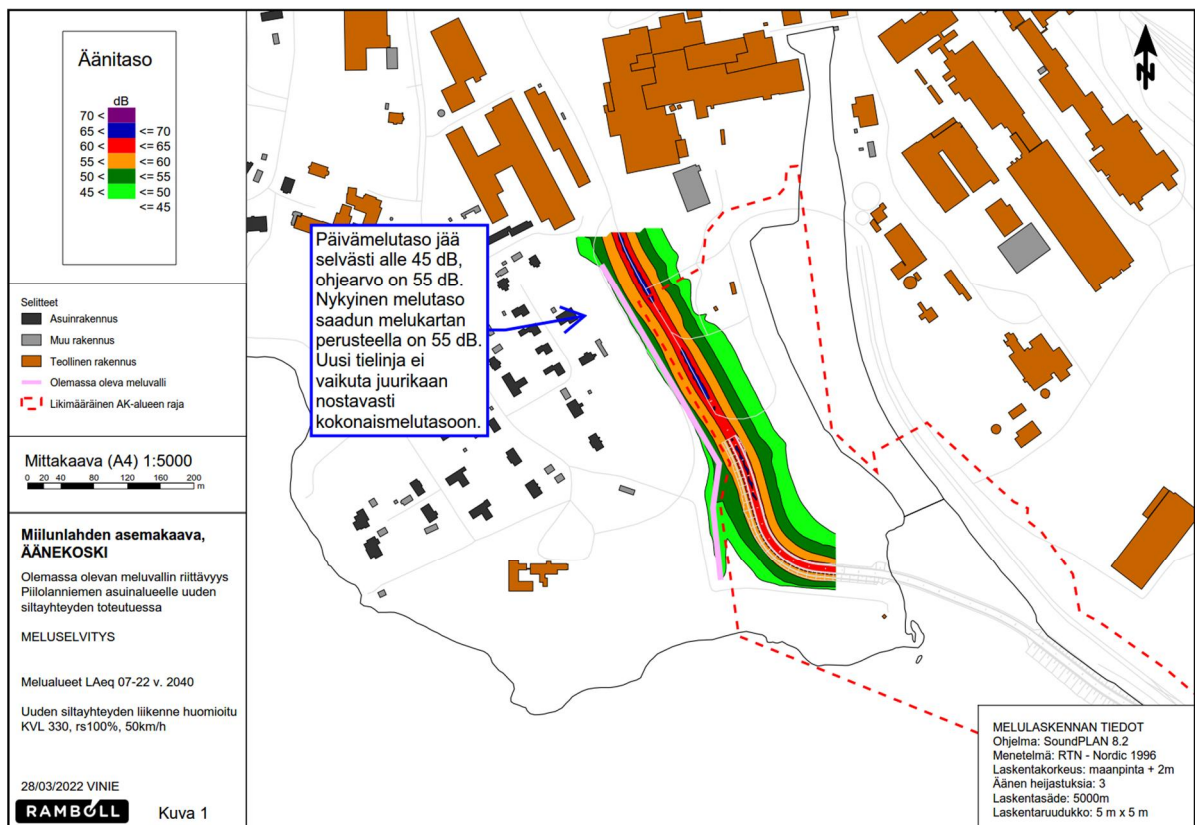 Äänitaso
dB
70 <
65 < <= 70
60 < <= 65
55 < <= 60
50 < <= 55
45 < <= 50
<= 45
Selitteet
Asuinrakennus
Muu rakennus
Teollinen rakennus
Olemassa oleva meluvalli
Likimääräinen AK-alueen raja
Mittakaava (A4) 1:5000
0 20 40 80 120 160 200
m
Miilunlahden asemakaava,
ÄÄNEKOSKI
Olemassa olevan meluvallin riittävyys
Piilolanniemen asuinalueelle uuden
siltayhteyden toteutuessa
MELUSELVITYS
Melualueet LAeq 07-22 v. 2040
Uuden siltayhteyden liikenne huomioitu
KVL 330, rs100%, 50km/h
28/03/2022 VINIE
RAMBOLL Kuva 1
Päivämelutaso jää
selvästi alle 45 dB,
ohjearvo on 55 dB.
Nykyinen melutaso
saadun melukartan
perusteella on 55 dB.
Uusi tielinja ei
vaikuta juurikaan
nostavasti
kokonaismelutasoon.
N
MELULASKENNAN TIEDOT
Ohjelma: SoundPLAN 8.2
Menetelmä: RTN - Nordic 1996
Laskentakorkeus: maanpinta + 2m
Äänen heijastuksia: 3
Laskentasäde: 5000m
Laskentaruudukko: 5 m x 5 m